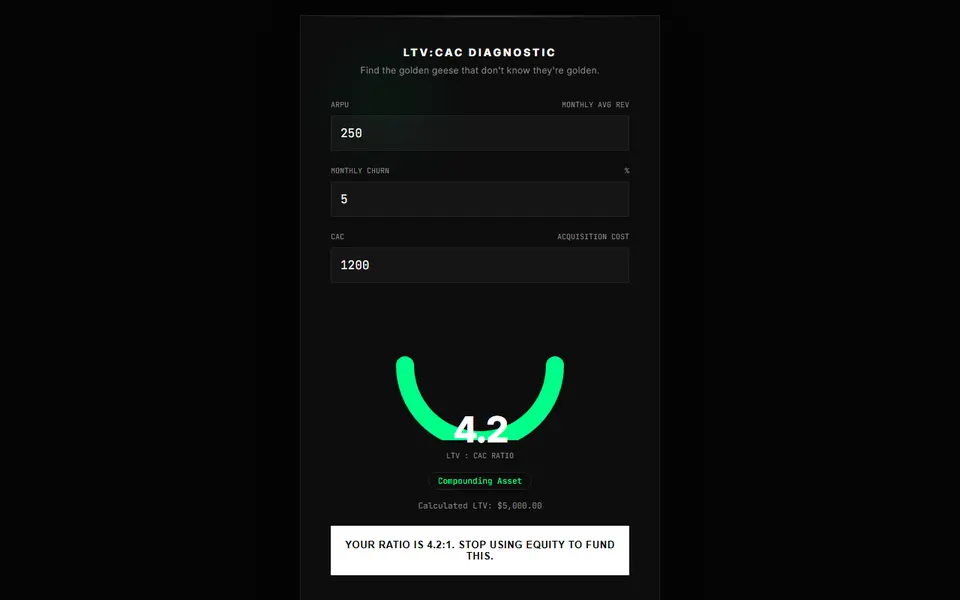 LTV:CAC DIAGNOSTIC
Find the golden geese that don't know they're golden.
ARPU MONTHLY AVG REV
250
MONTHLY CHURN %
5
CAC ACQUISITION COST
1200
4.2
LTV : CAC RATIO
Compounding Asset
Calculated LTV: $5,000.00
YOUR RATIO IS 4.2:1. STOP USING EQUITY TO FUND
THIS.